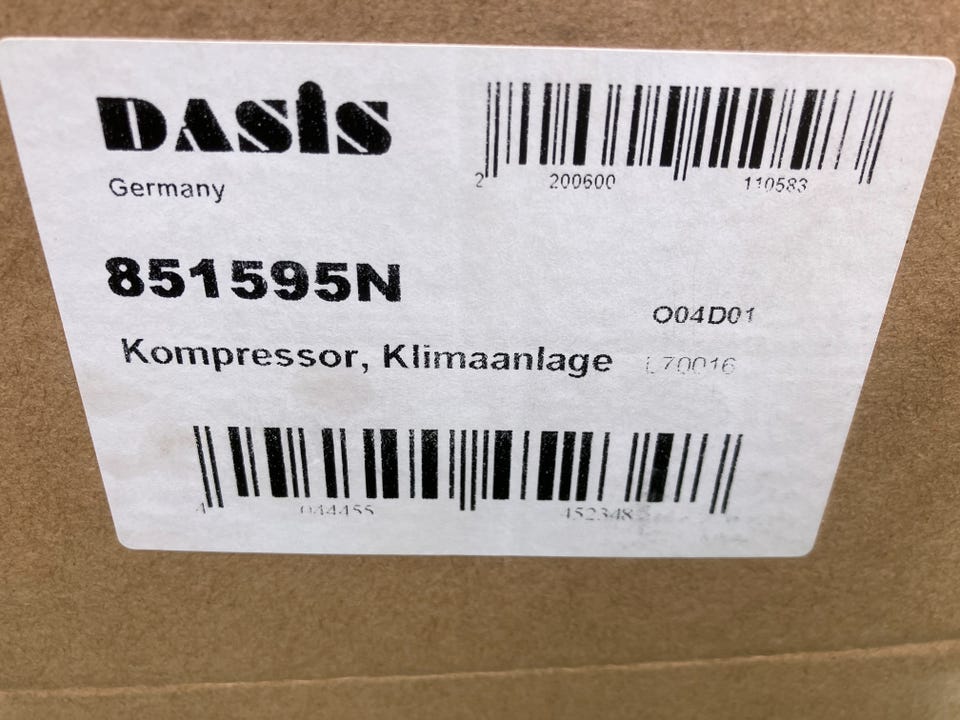 DASIS
Germany
2 200600 110583
851595N
O04D01
Kompressor, Klimaanlage
L70016
4 044455 452348